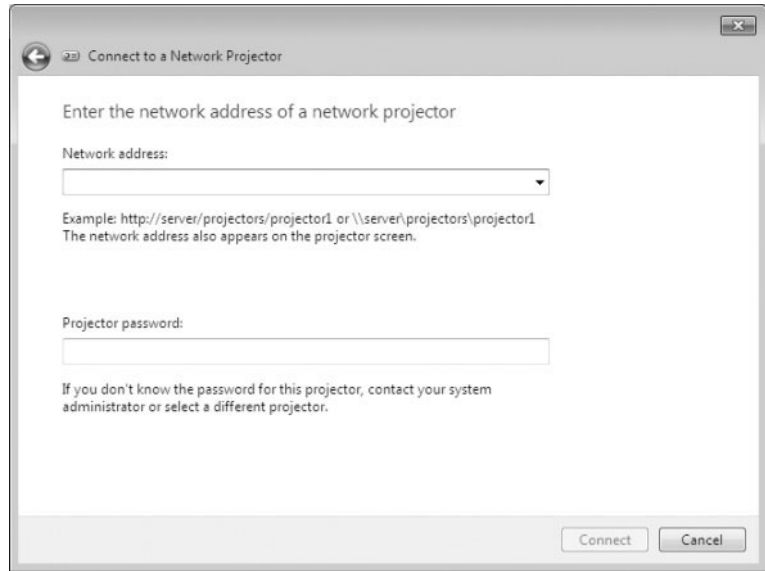 Connect to a Network Projector
Enter the network address of a network projector
Network address:
Example: http://server/projectors/projector1 or \\server\projectors\projector1
The network address also appears on the projector screen.
Projector password:
If you don't know the password for this projector, contact your system
administrator or select a different projector.
Connect Cancel